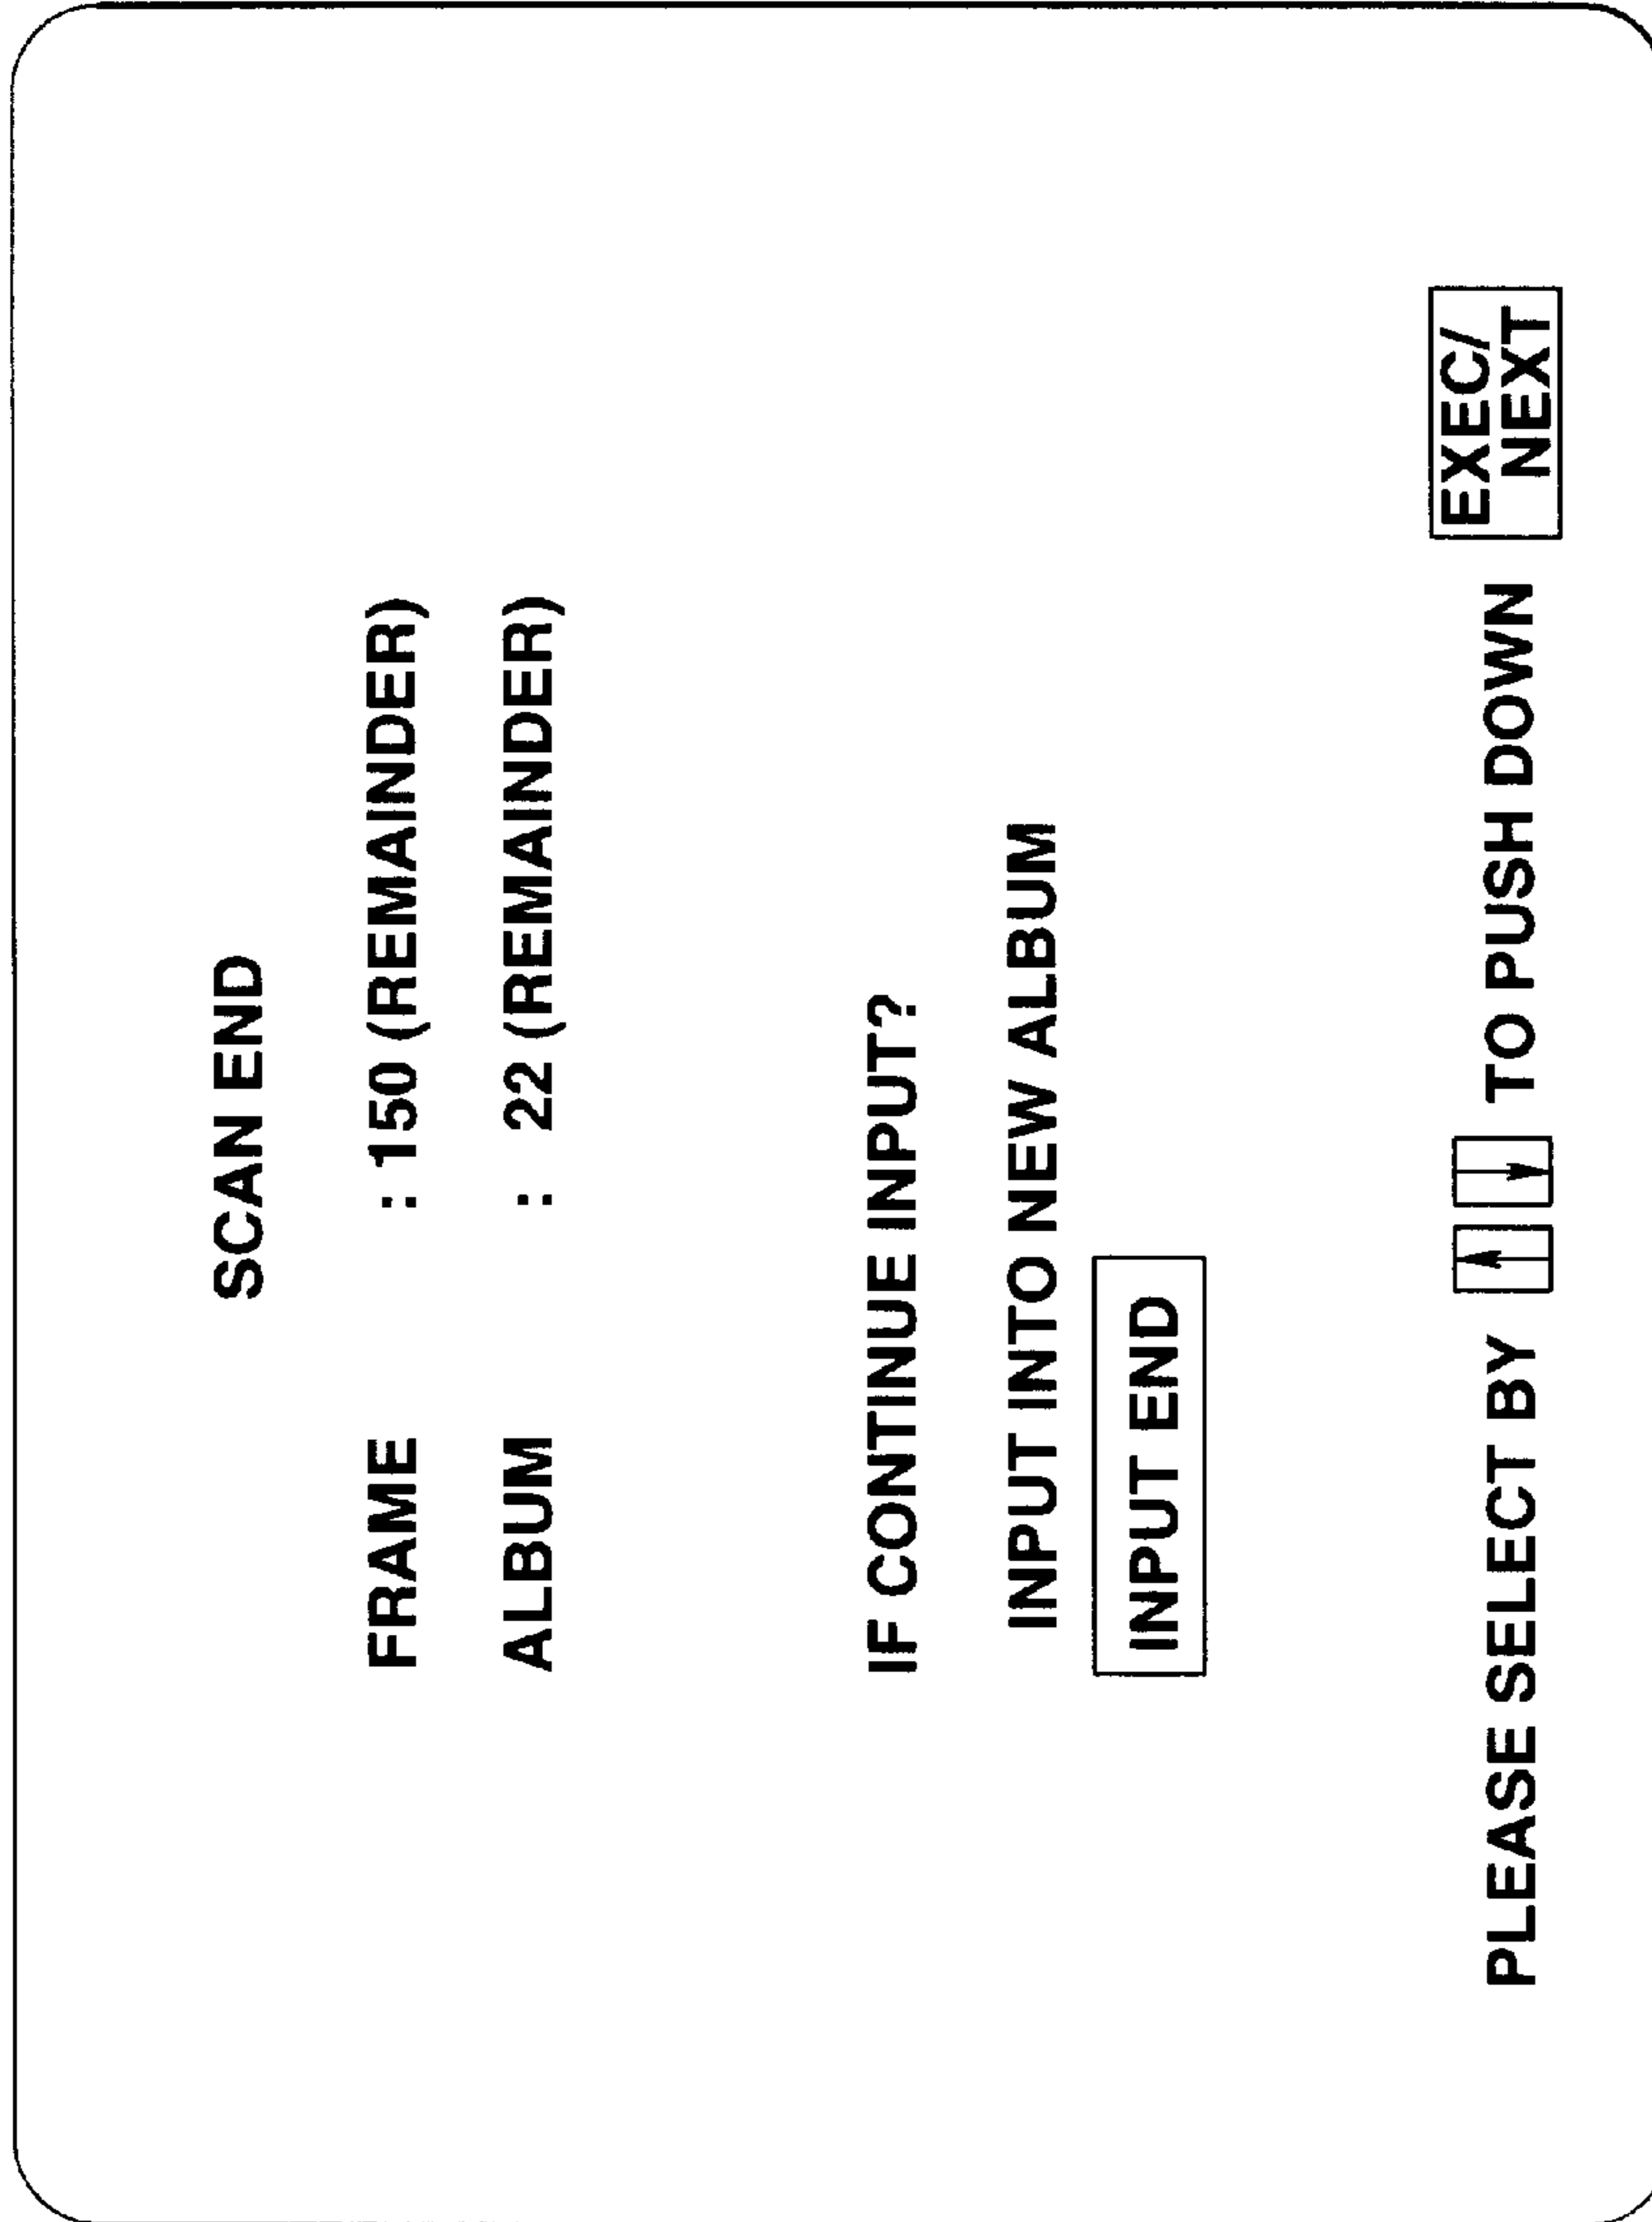 SCAN END
FRAME : 150 (REMAINDER)
ALBUM : 22 (REMAINDER)
IF CONTINUE INPUT?
INPUT INTO NEW ALBUM
INPUT END
PLEASE SELECT BY ← → TO PUSH DOWN EXEC/
NEXT